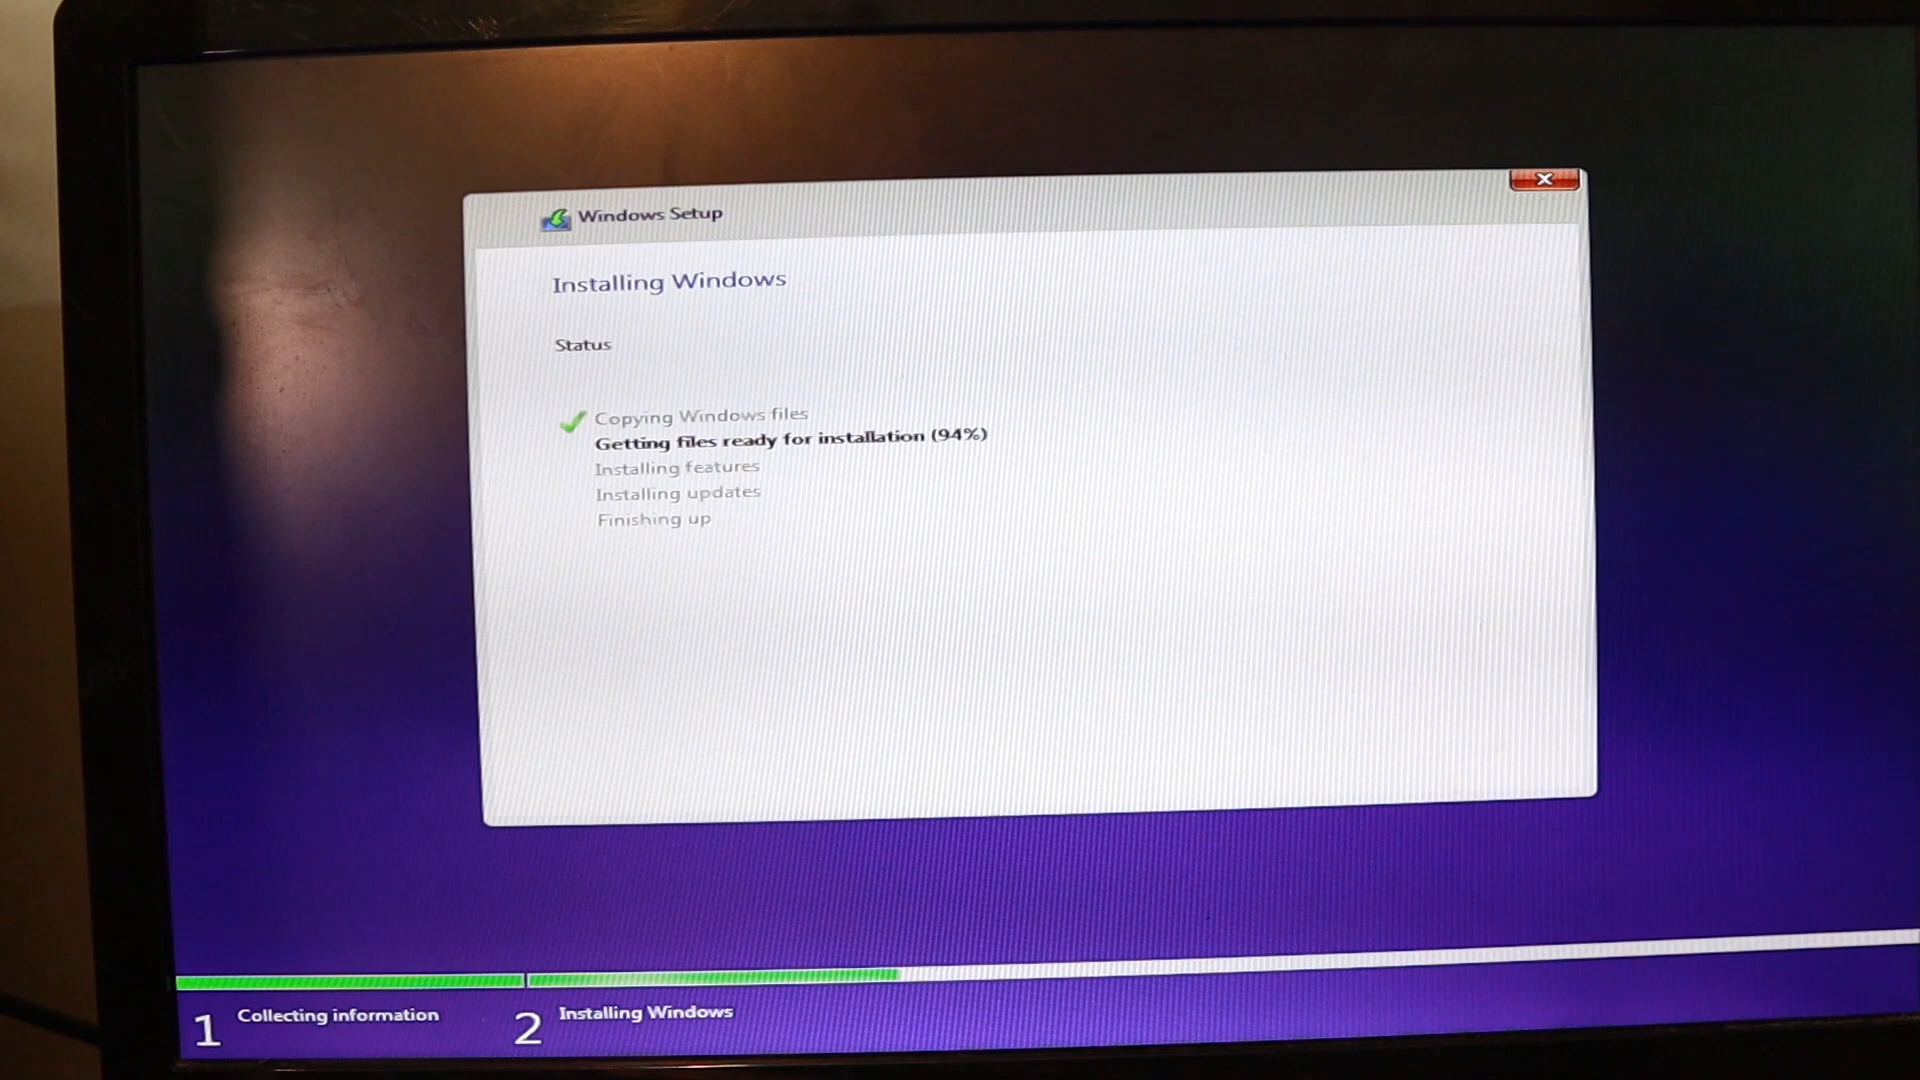 Windows Setup
Installing Windows
Status
Copying Windows files
Getting files ready for installation (94%)
Installing features
Installing updates
Finishing up
1 Collecting information
2 Installing Windows